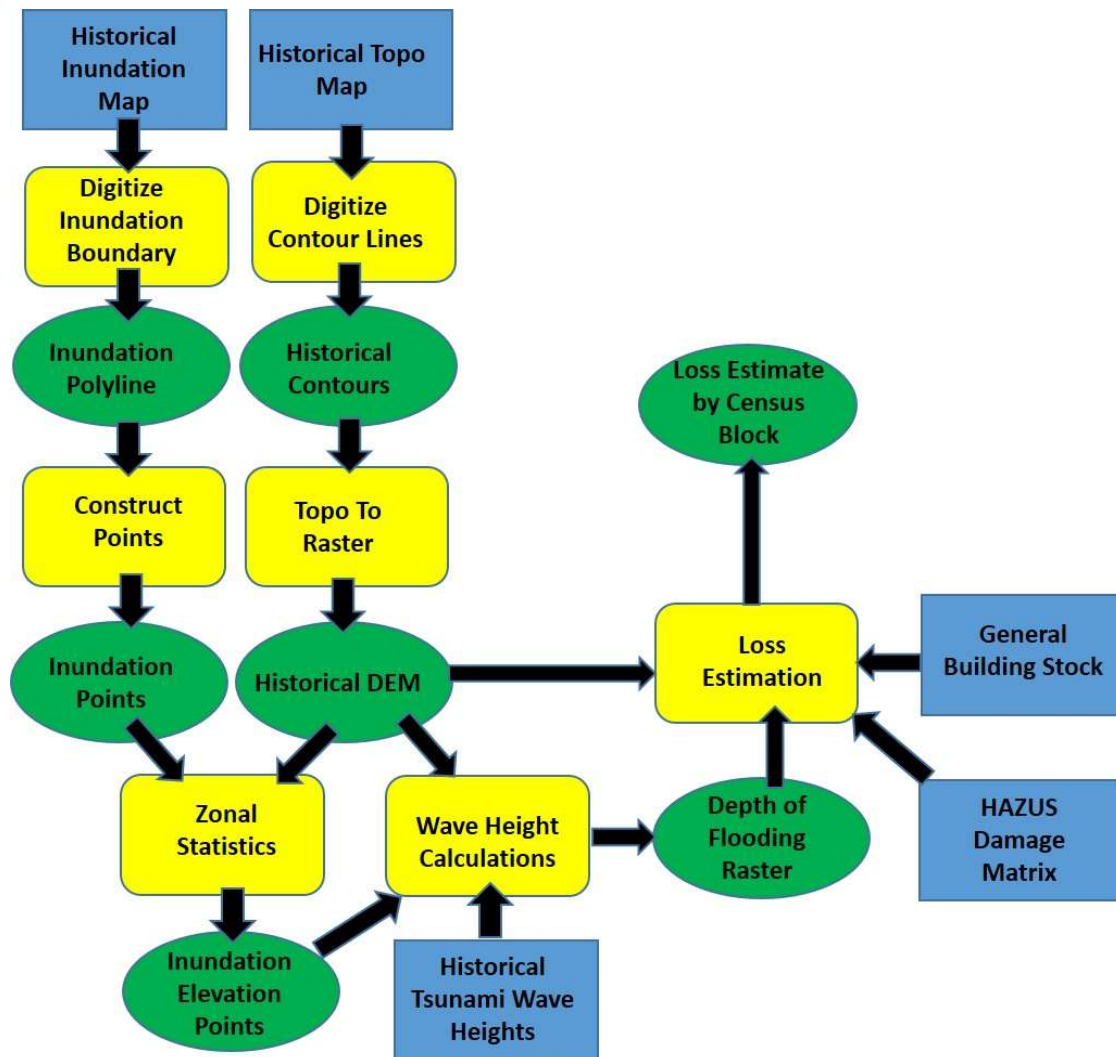 Historical
Inundation
Map
Historical Topo
Map
Digitize
Inundation
Boundary
Digitize
Contour Lines
Inundation
Polyline
Historical
Contours
Loss Estimate
by Census
Block
Construct
Points
Topo To
Raster
Inundation
Points
Historical DEM
Loss
Estimation
General
Building Stock
Zonal
Statistics
Wave Height
Calculations
Depth of
Flooding
Raster
HAZUS
Damage
Matrix
Inundation
Elevation
Points
Historical
Tsunami Wave
Heights